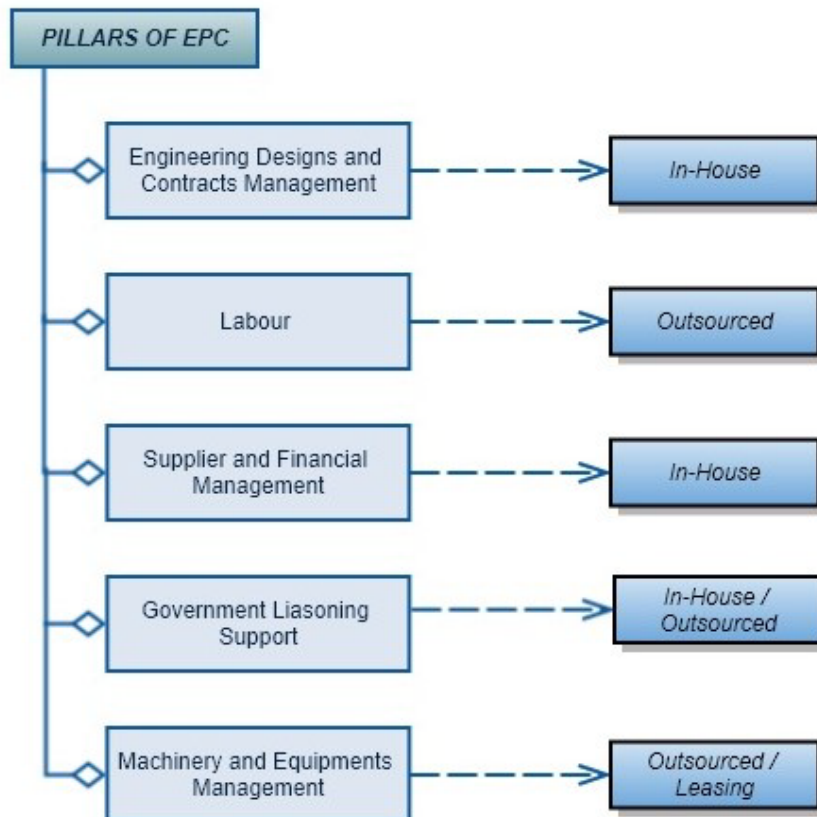 PILLARS OF EPC
Engineering Designs and
Contracts Management
In-House
Labour
Outsourced
Supplier and Financial
Management
In-House
Government Liasoning
Support
In-House /
Outsourced
Machinery and Equipments
Management
Outsourced /
Leasing